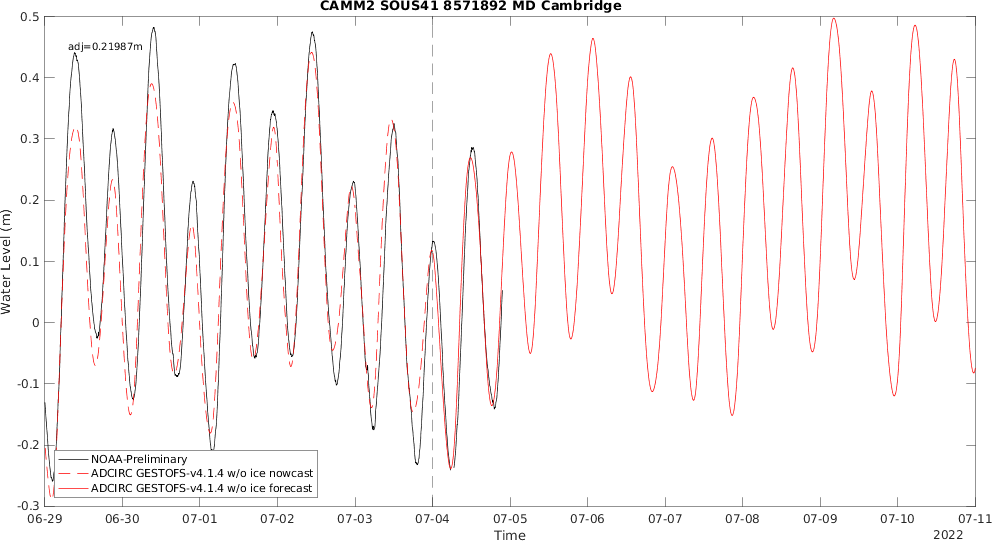 CAMM2 SOUS41 8571892 MD Cambridge
0.5
adj=0.21987m
0.4
0.3
0.2
0.1
0
-0.1
-0.2
-0.3
Water Level (m)
NOAA-Preliminary
ADCIRC GESTOFS-v4.1.4 w/o ice nowcast
ADCIRC GESTOFS-v4.1.4 w/o ice forecast
06-29 06-30 07-01 07-02 07-03 07-04 07-05 07-06 07-07 07-08 07-09 07-10 07-11
Time
2022